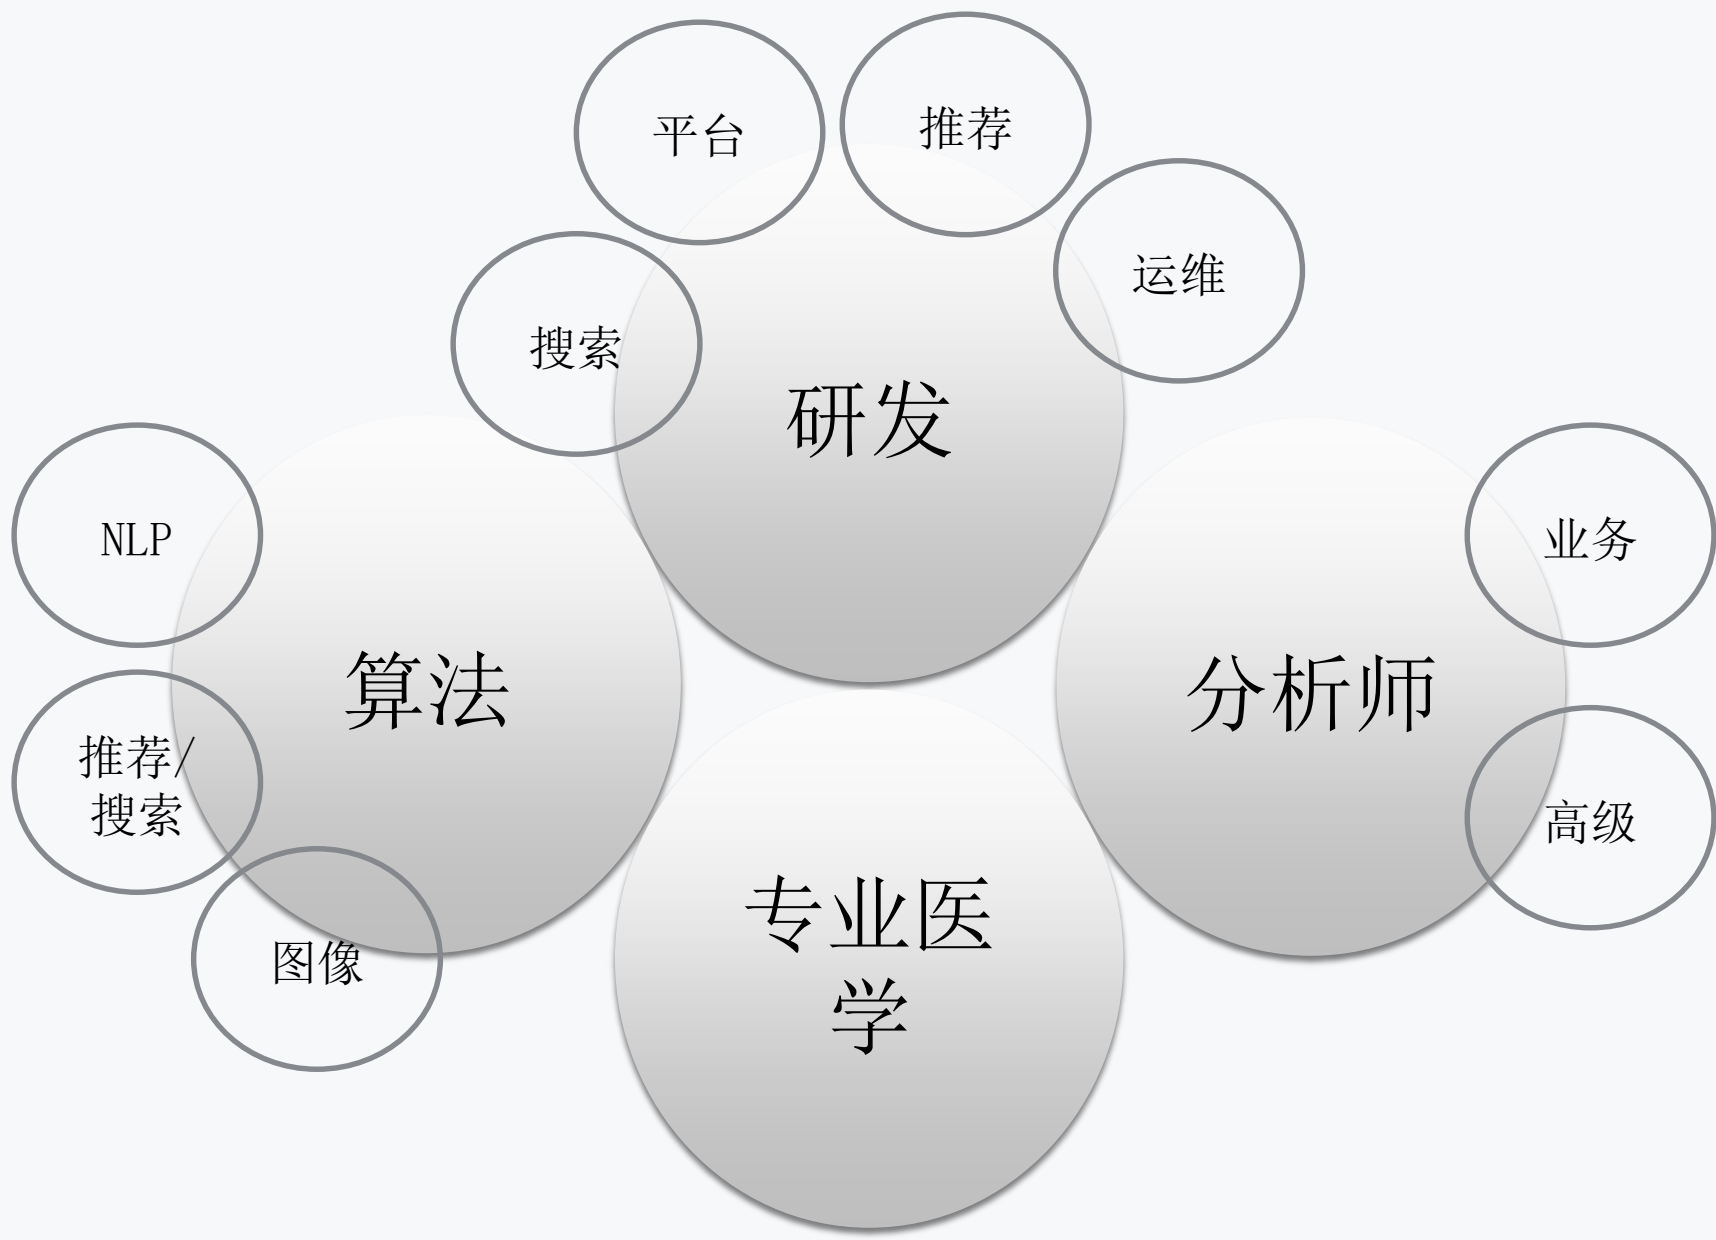 平台
推荐
运维
搜索
研发
NLP
算法
推荐/
搜索
图像
业务
分析师
高级
专业医
学